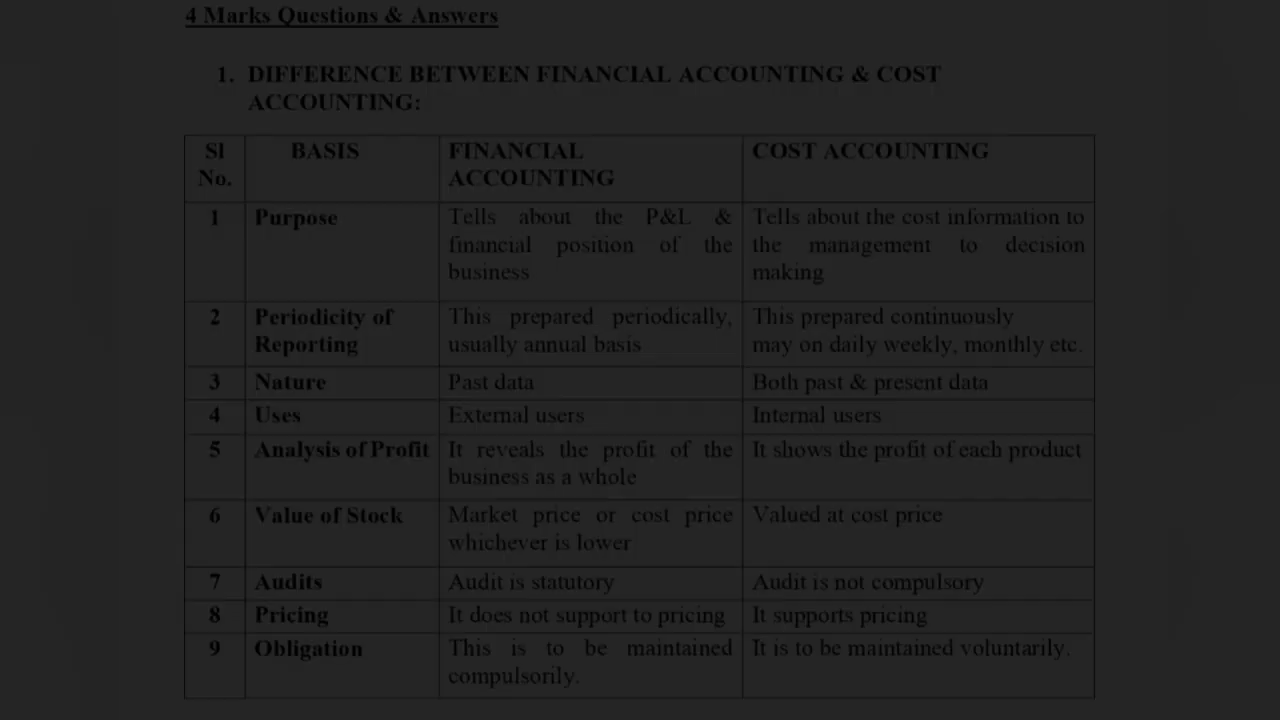 4 Marks Questions & Answers
1. DIFFERENCE BETWEEN FINANCIAL ACCOUNTING & COST
ACCOUNTING:
Sl No. BASIS FINANCIAL ACCOUNTING COST ACCOUNTING
1 Purpose Tells about the P&L & financial position of the business Tells about the cost information to the management to decision making
2 Periodicity of Reporting This prepared periodically, usually annual basis This prepared continuously may on daily weekly, monthly etc.
3 Nature Past data Both past & present data
4 Uses External users Internal users
5 Analysis of Profit It reveals the profit of the business as a whole It shows the profit of each product
6 Value of Stock Market price or cost price whichever is lower Valued at cost price
7 Audits Audit is statutory Audit is not compulsory
8 Pricing It does not support to pricing It supports pricing
9 Obligation This is to be maintained compulsorily. It is to be maintained voluntarily.